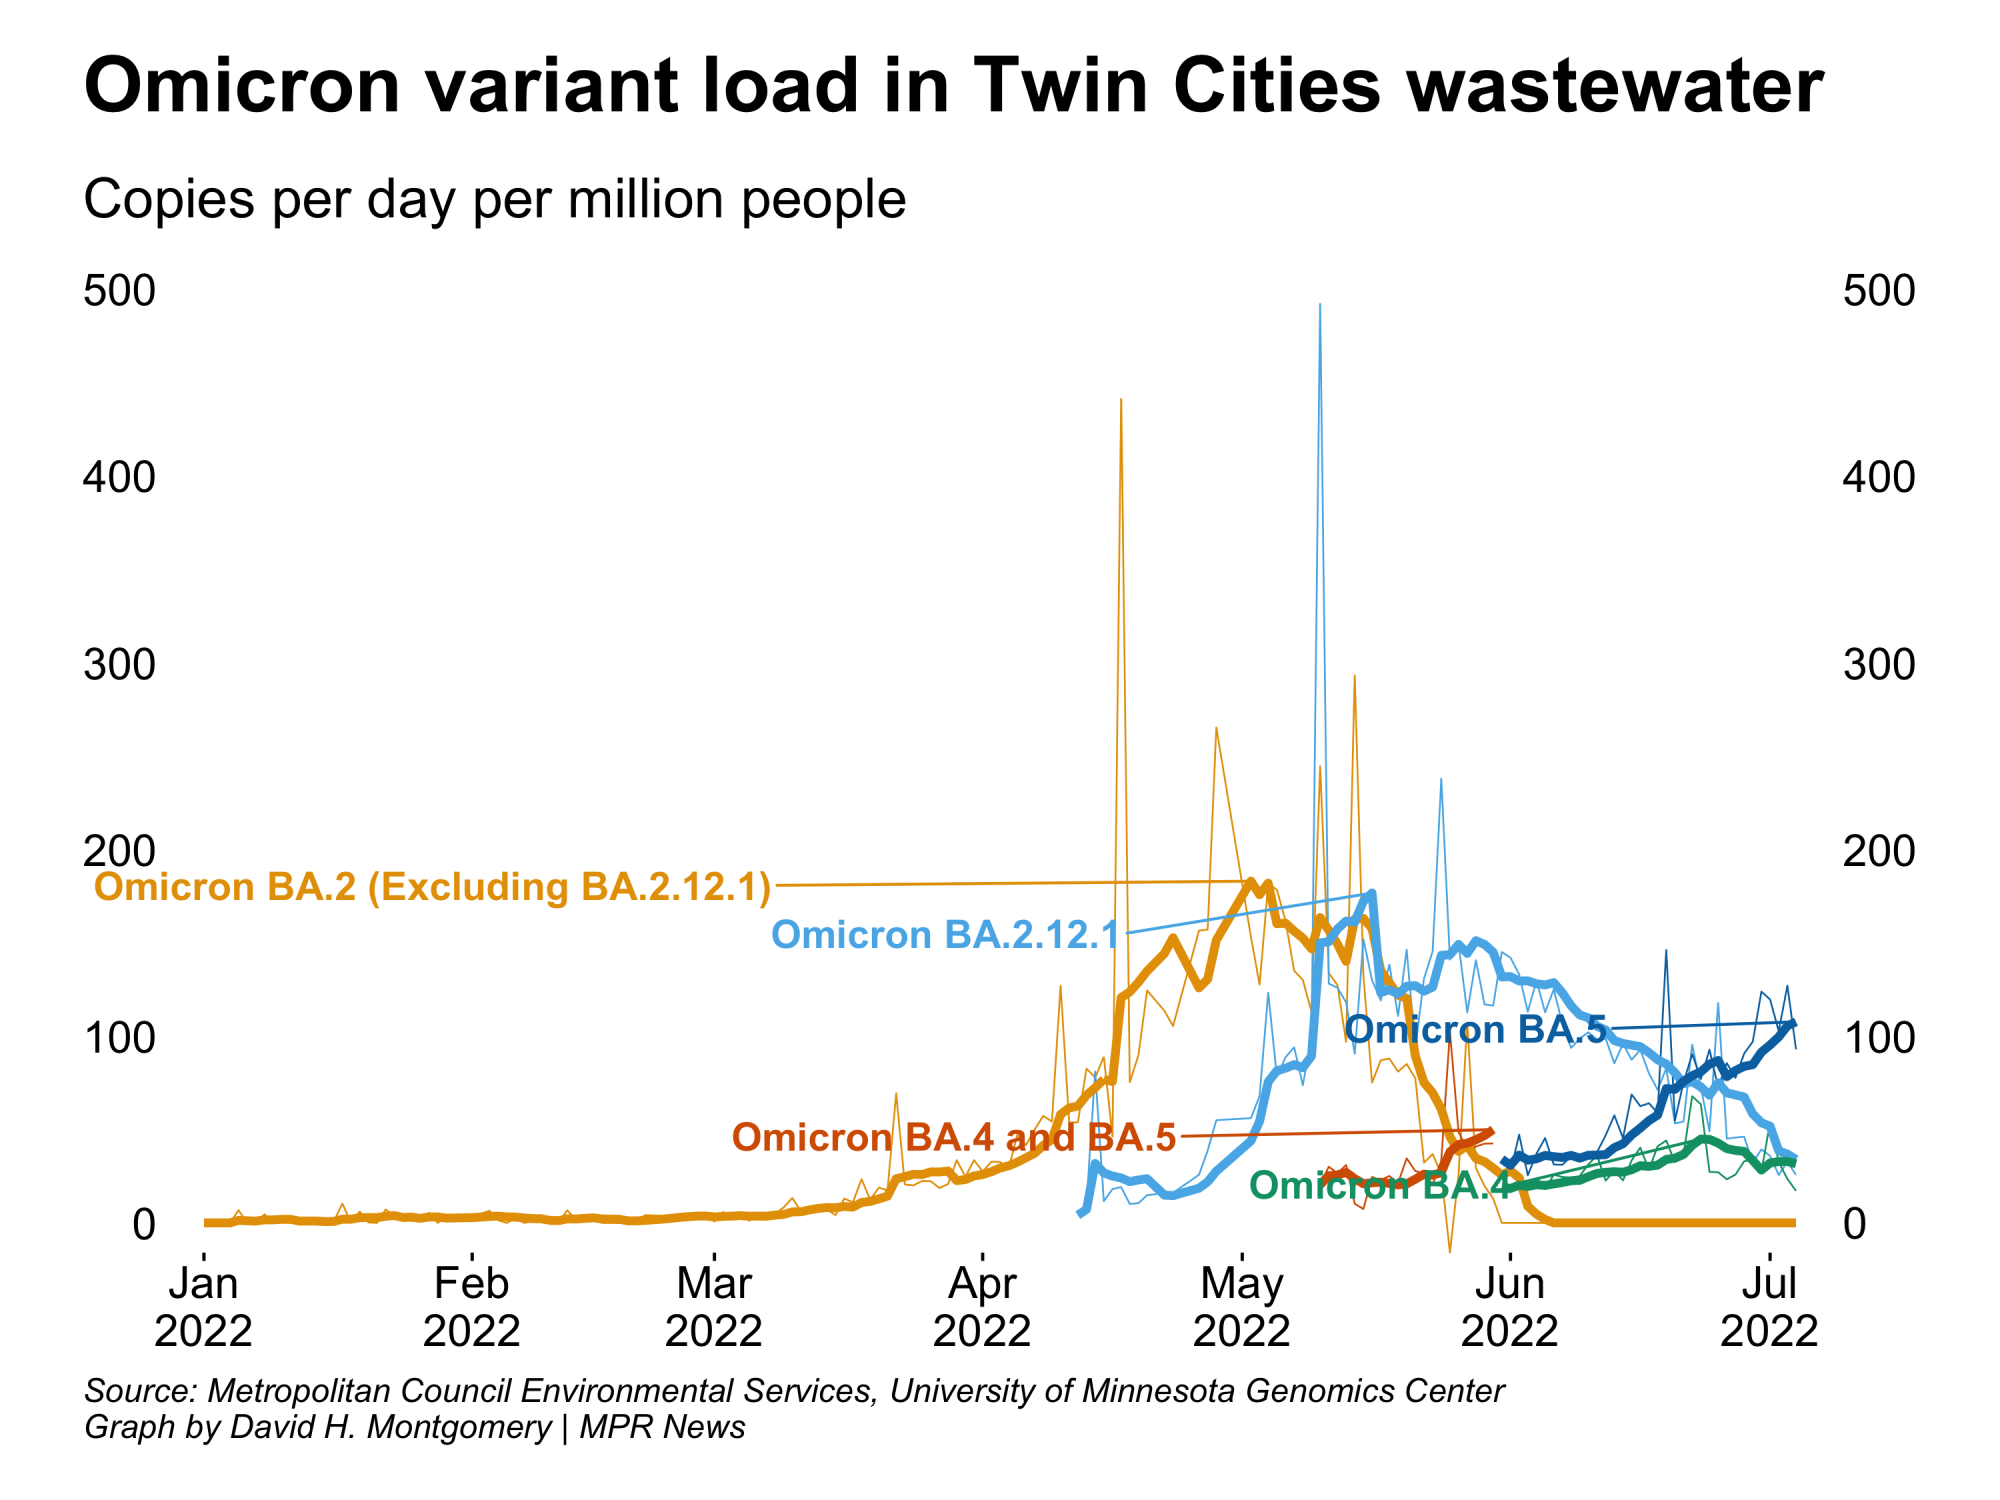 Omicron variant load in Twin Cities wastewater
Copies per day per million people
500 500
400 400
300 300
200 200
Omicron BA.2 (Excluding BA.2.12.1)
Omicron BA.2.12.1
Omicron BA.5
100 100
Omicron BA.4 and BA.5
Omicron BA.4
0 0
Jan Feb Mar Apr May Jun Jul
2022 2022 2022 2022 2022 2022 2022
Source: Metropolitan Council Environmental Services, University of Minnesota Genomics Center
Graph by David H. Montgomery | MPR News